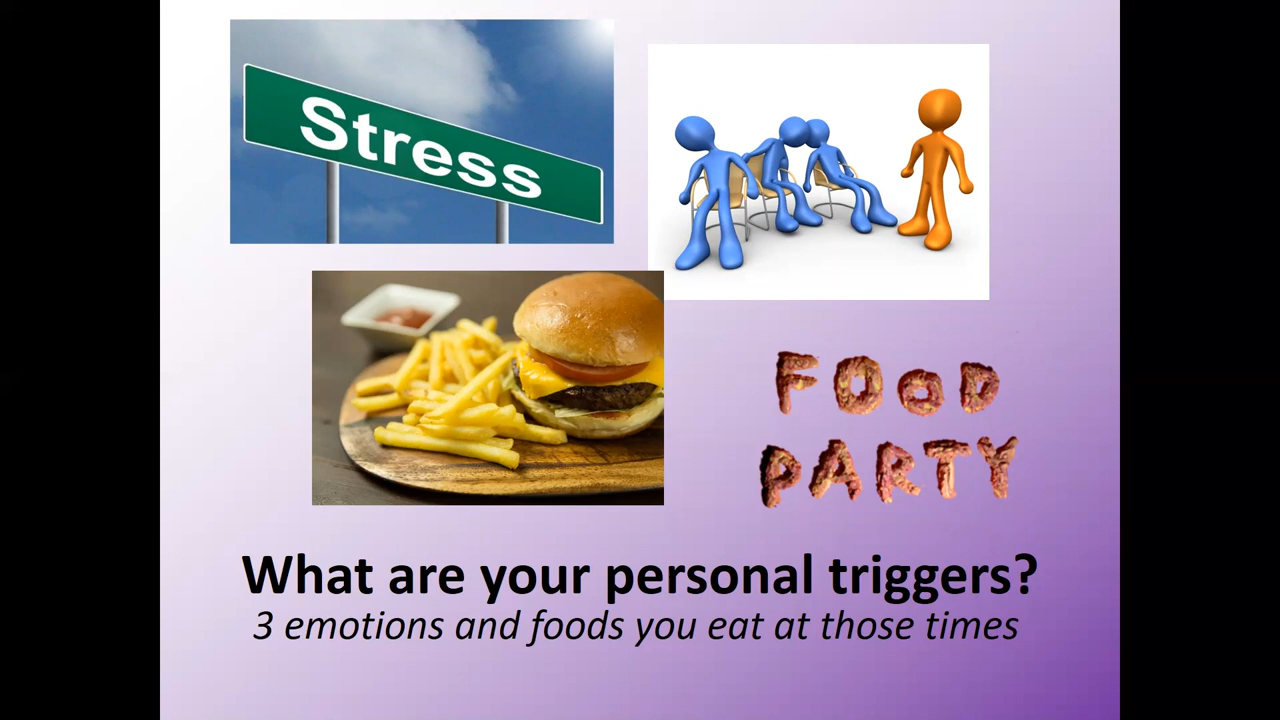 Stress
FOOD
PARTY
What are your personal triggers?
3 emotions and foods you eat at those times